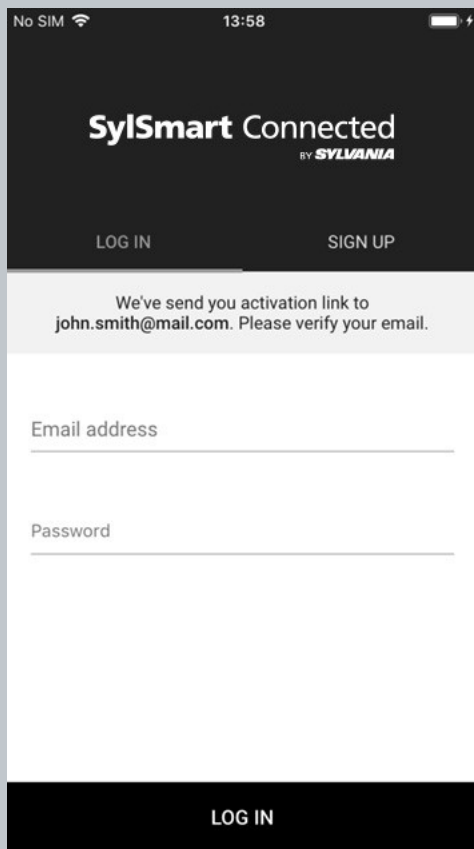 No SIM 13:58
SylSmart Connected
BY SYLVANIA
LOG IN SIGN UP
We've send you activation link to
john.smith@mail.com. Please verify your email.
Email address
Password
LOG IN